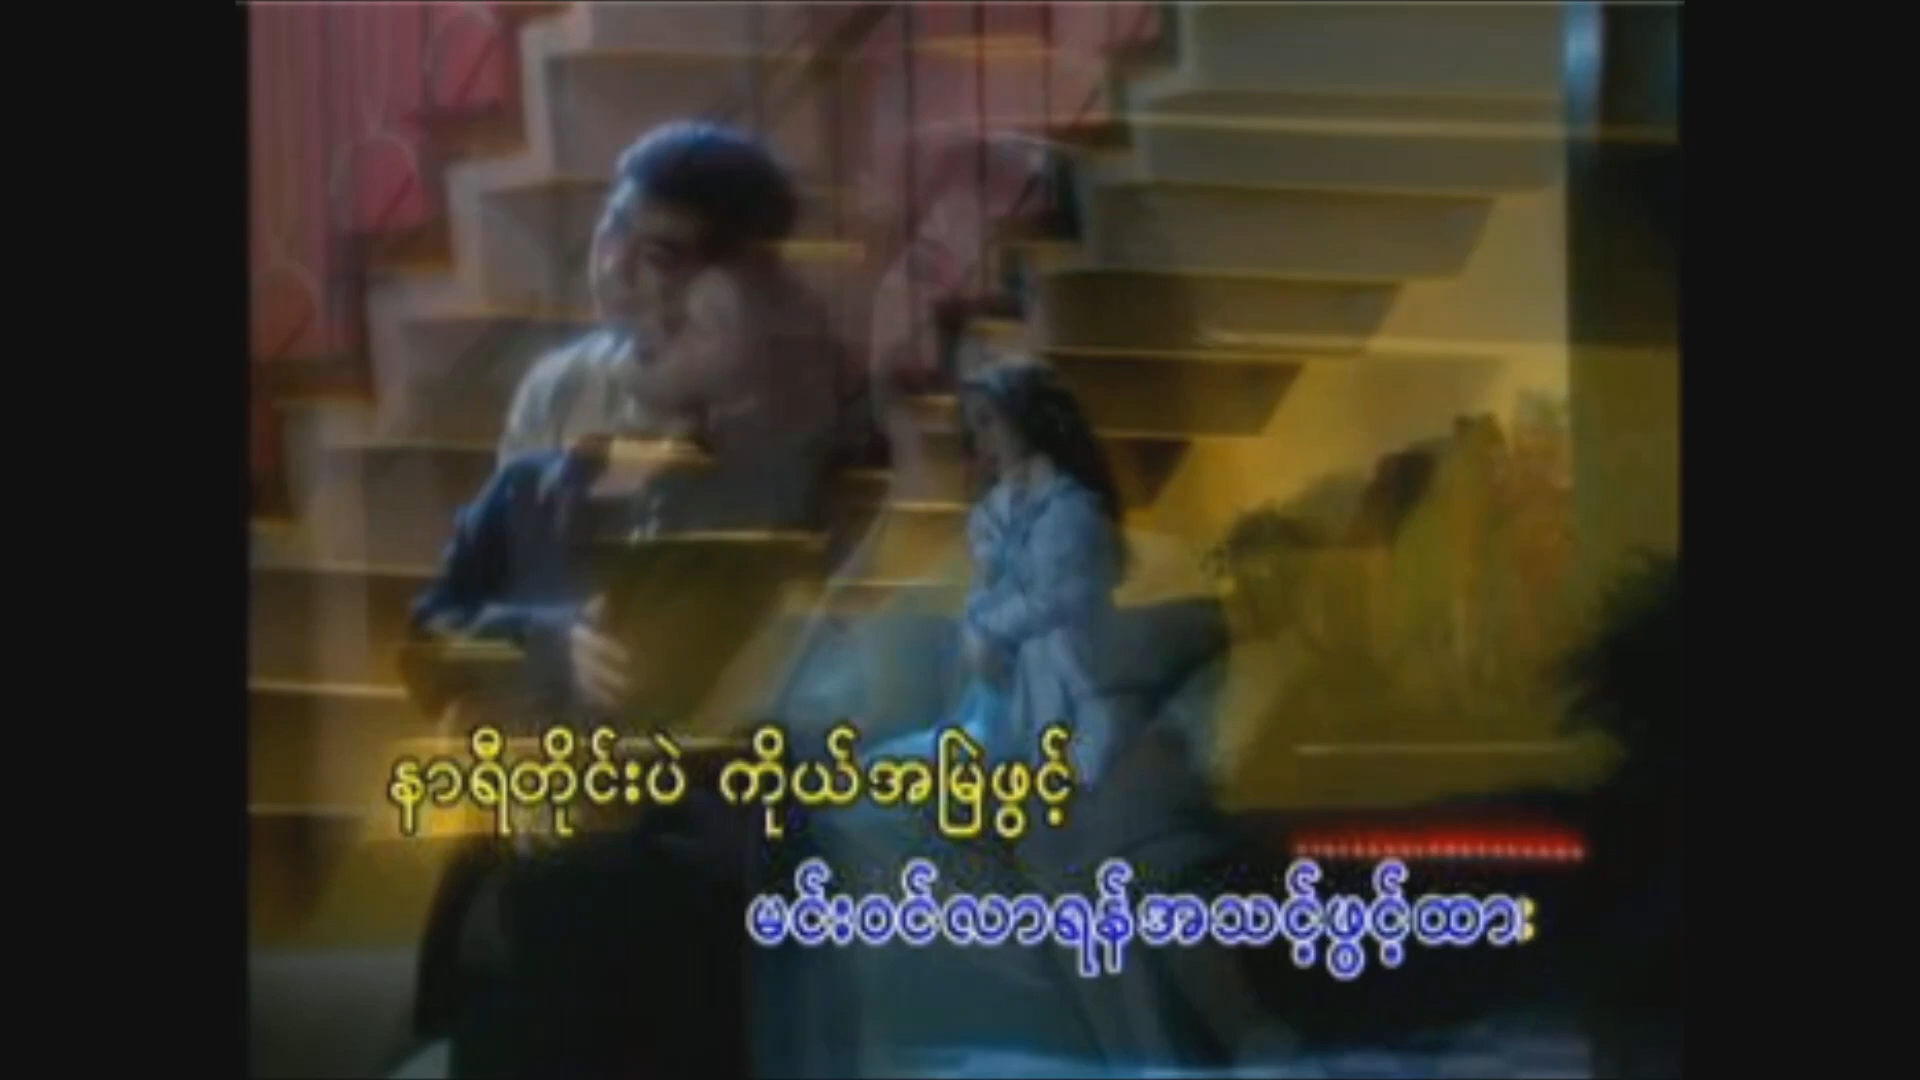 နာရီတိုင်းပဲ ကိုယ်အမြဲဖွင့်
မင်းဝင်လာရန်အသင့်ဖွင့်ထား